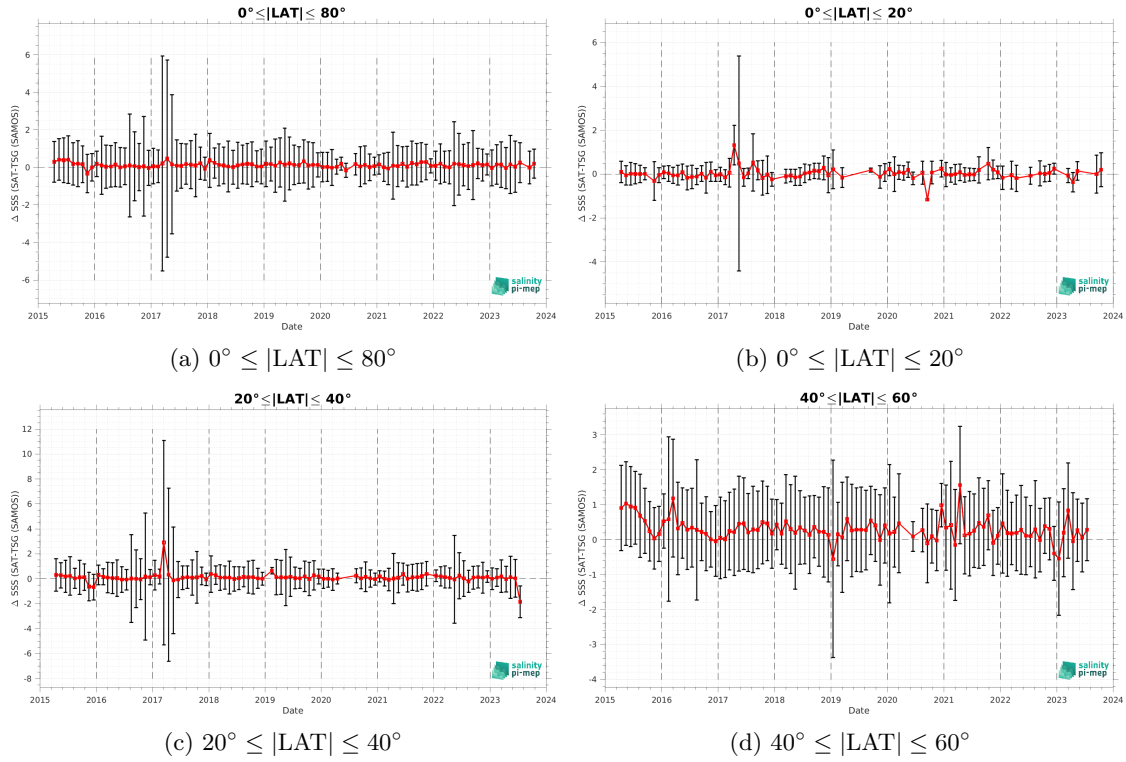 0°≤|LAT|≤ 80°
Δ SSS (SAT-TSG (SAMOS))
6
4
2
0
-2
-4
-6
2015 2016 2017 2018 2019 2020 2021 2022 2023 2024
Date
salinity
pi-mep
(a) 0° ≤ |LAT| ≤ 80°
0°≤|LAT|≤ 20°
Δ SSS (SAT-TSG (SAMOS))
6
4
2
0
-2
-4
2015 2016 2017 2018 2019 2020 2021 2022 2023 2024
Date
salinity
pi-mep
(b) 0° ≤ |LAT| ≤ 20°
20°≤|LAT|≤ 40°
Δ SSS (SAT-TSG (SAMOS))
12
10
8
6
4
2
0
-2
-4
-6
-8
2015 2016 2017 2018 2019 2020 2021 2022 2023 2024
Date
salinity
pi-mep
(c) 20° ≤ |LAT| ≤ 40°
40°≤|LAT|≤ 60°
Δ SSS (SAT-TSG (SAMOS))
3
2
1
0
-1
-2
-3
-4
2015 2016 2017 2018 2019 2020 2021 2022 2023 2024
Date
salinity
pi-mep
(d) 40° ≤ |LAT| ≤ 60°